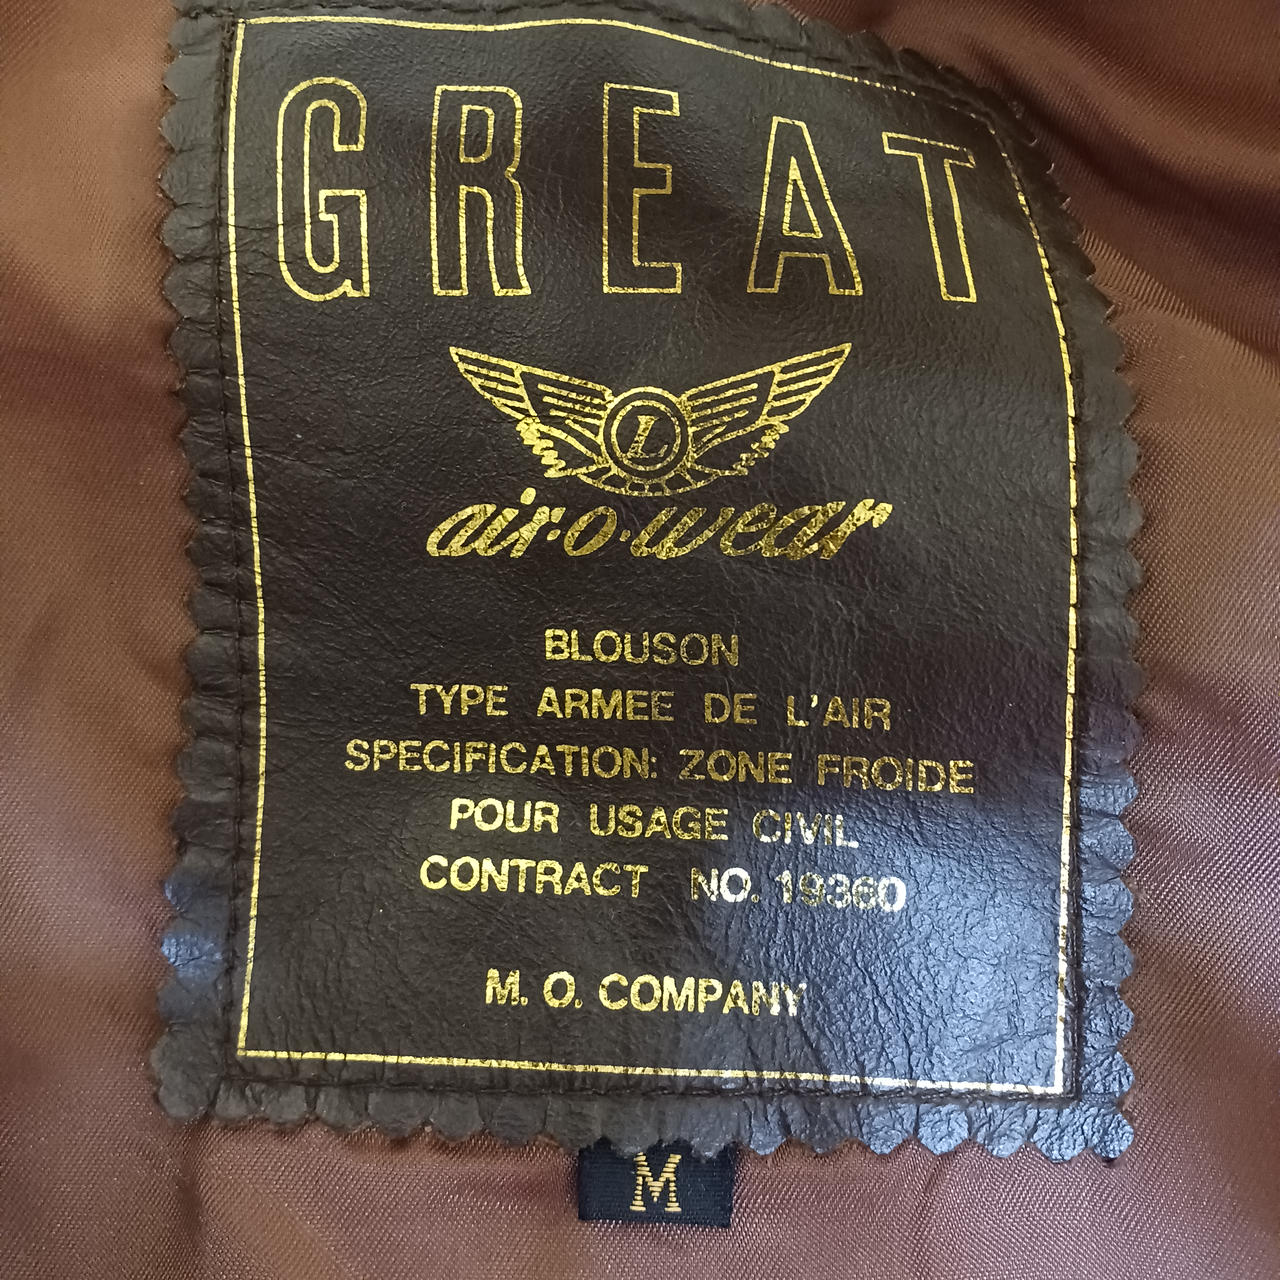 GREAT
L
air·o·wear
BLOUSON
TYPE ARMEE DE L'AIR
SPECIFICATION: ZONE FROIDE
POUR USAGE CIVIL
CONTRACT NO. 19360
M. O. COMPANY
M